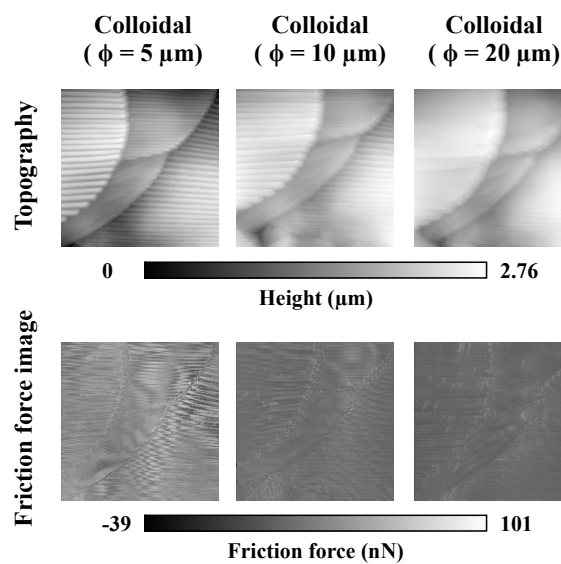 Colloidal Colloidal Colloidal
( ϕ = 5 µm) ( ϕ = 10 µm) ( ϕ = 20 µm)
Topography
0 2.76
Height (µm)
Friction force image
-39 101
Friction force (nN)